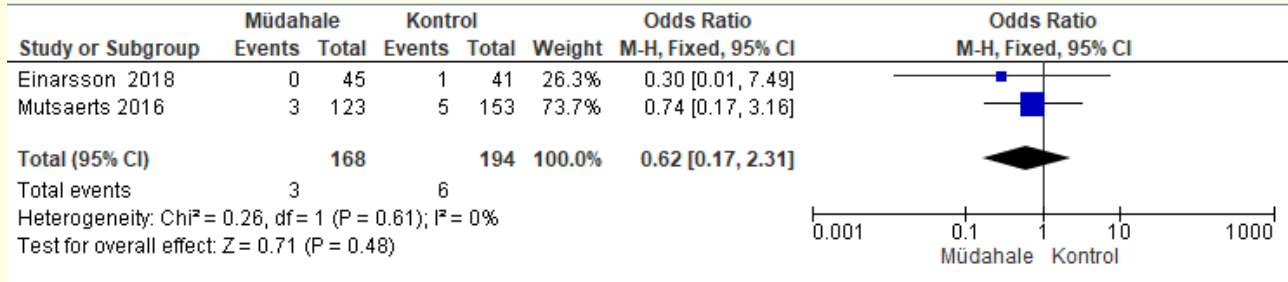 Müdahale Kontrol Odds Ratio Odds Ratio
Study or Subgroup Events Total Events Total Weight M-H, Fixed, 95% CI M-H, Fixed, 95% CI
Einarsson 2018 0 45 1 41 26.3% 0.30 [0.01, 7.49]
Mutsaerts 2016 3 123 5 153 73.7% 0.74 [0.17, 3.16]
Total (95% CI) 168 194 100.0% 0.62 [0.17, 2.31]
Total events 3 6
Heterogeneity: Chi² = 0.26, df = 1 (P = 0.61); I² = 0%
Test for overall effect: Z = 0.71 (P = 0.48)
0.001 0.1 1 10 1000
Müdahale Kontrol